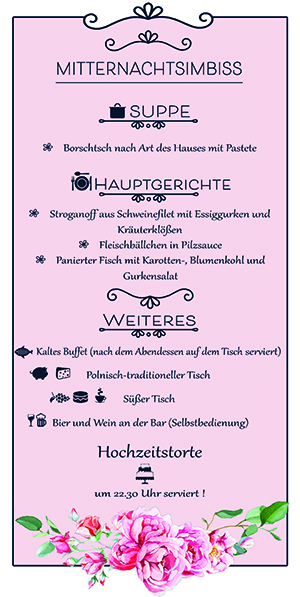 MITTERNACHTSIMBISS
SUPPE
Borschtsch nach Art des Hauses mit Pastete
HAUPTGERICHTE
Stroganoff aus Schweinefilet mit Essiggurken und
Kräuterklößen
Fleischbällchen in Pilzsauce
Panierter Fisch mit Karotten-, Blumenkohl und
Gurkensalat
WEITERES
Kaltes Buffet (nach dem Abendessen auf dem Tisch serviert)
Polnisch-traditioneller Tisch
Süßer Tisch
Bier und Wein an der Bar (Selbstbedienung)
Hochzeitstorte
um 22.30 Uhr serviert !